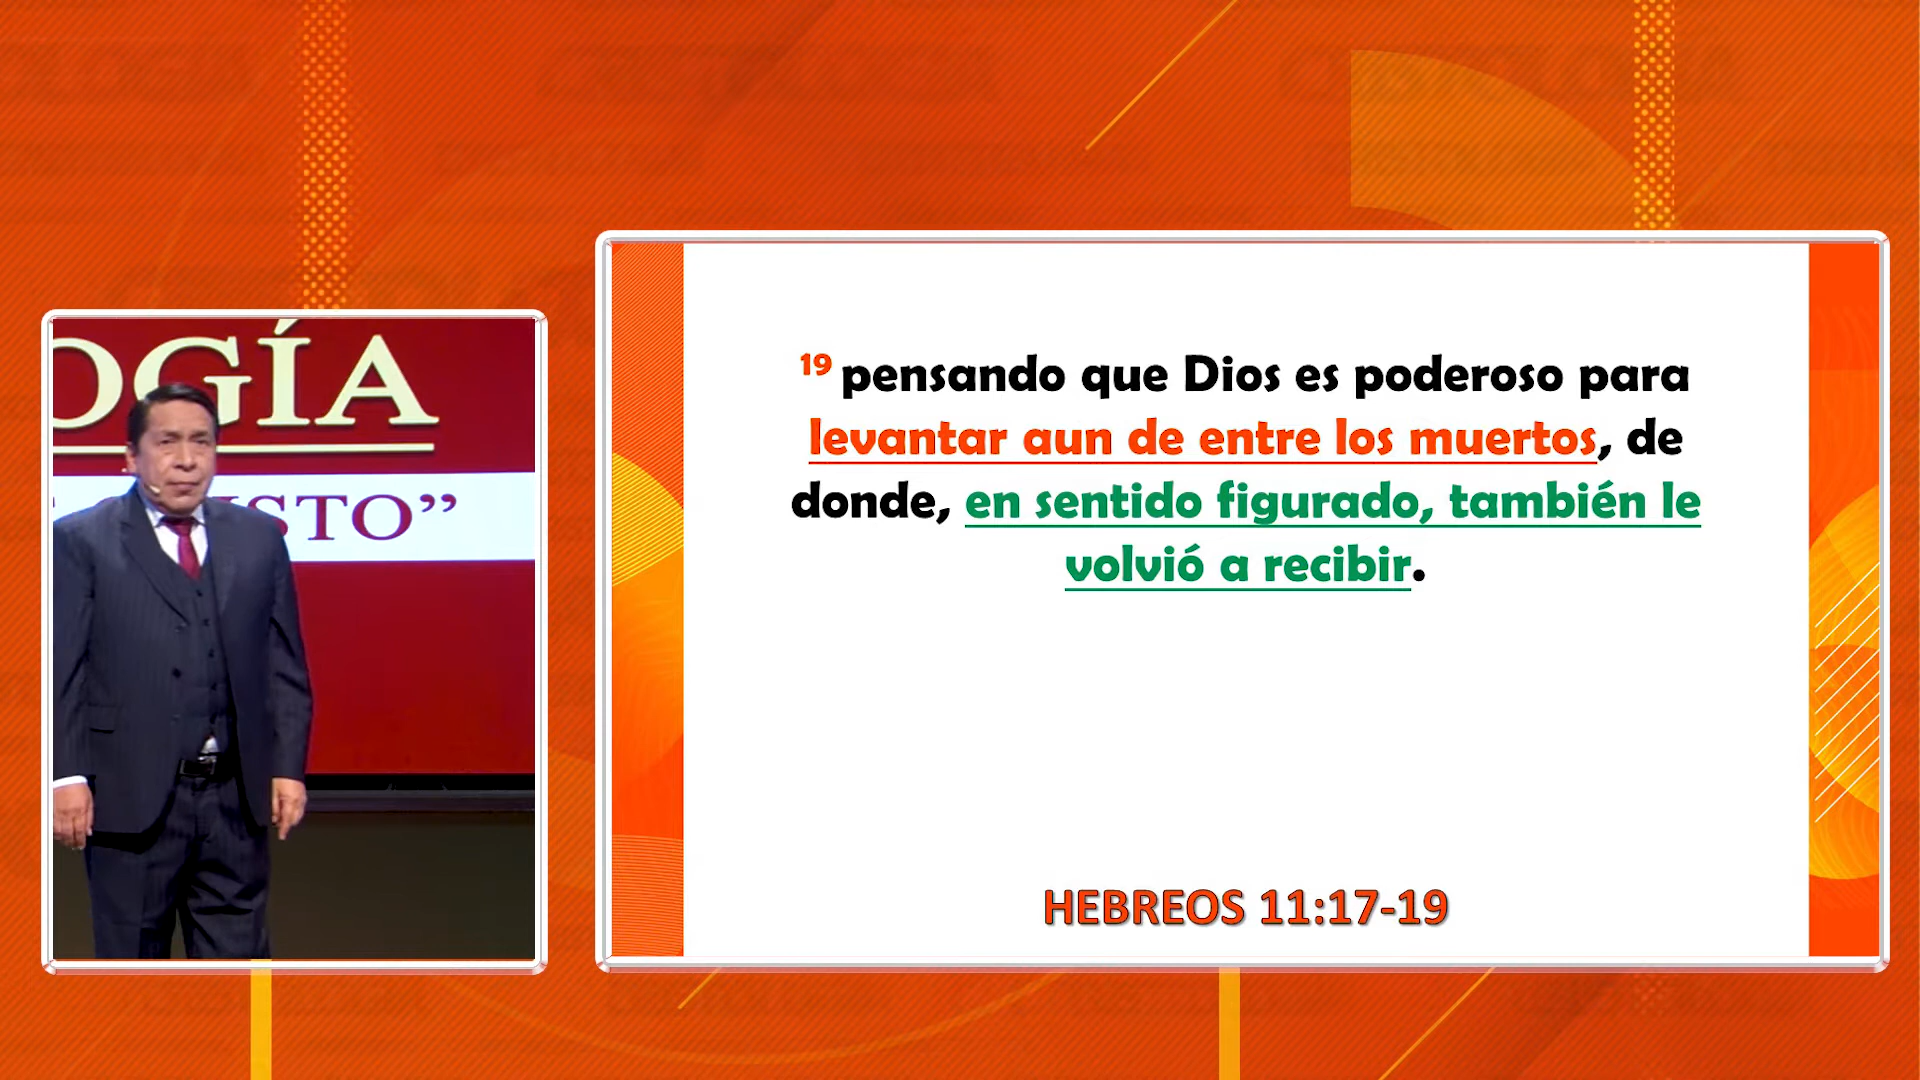 OGÍA
ISTO”
19 pensando que Dios es poderoso para
levantar aun de entre los muertos, de
donde, en sentido figurado, también le
volvió a recibir.
HEBREOS 11:17-19